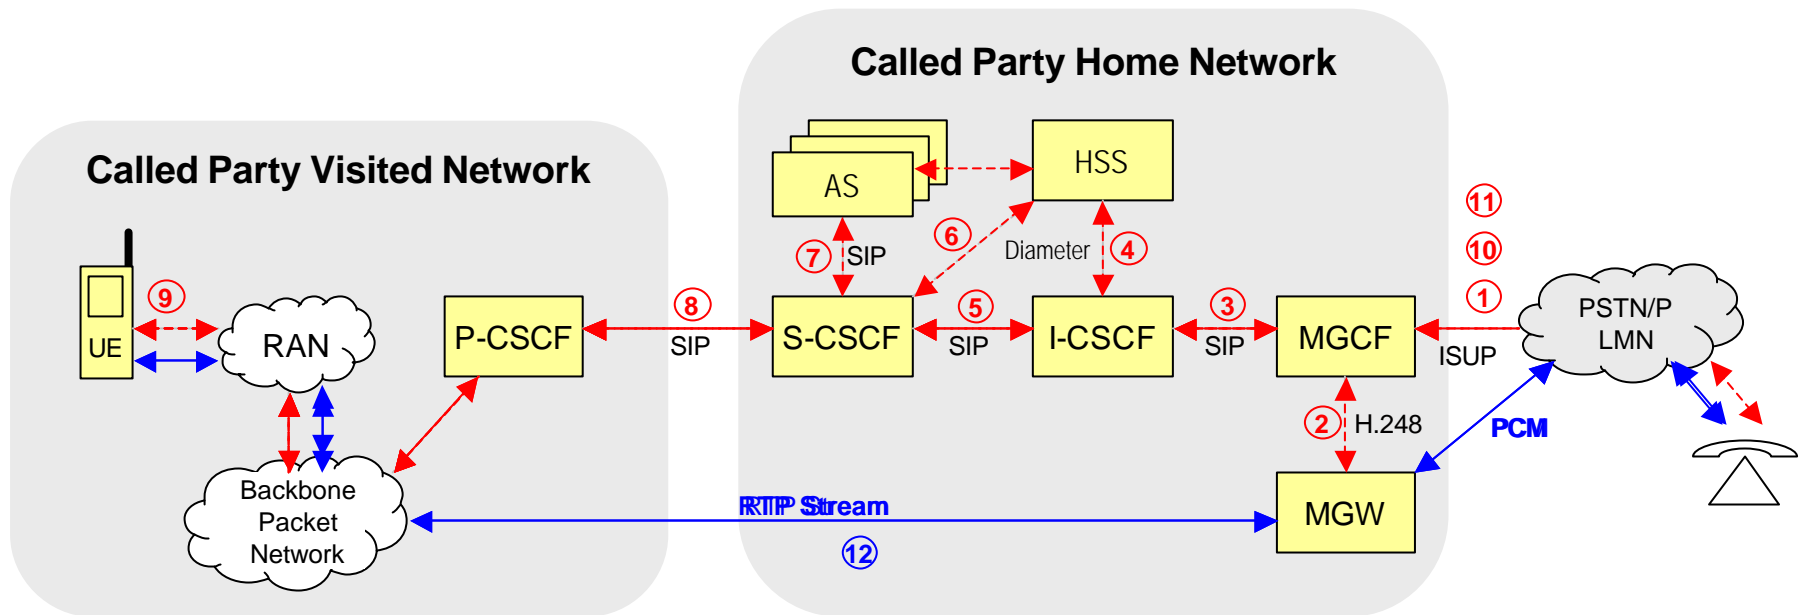 Called Party Home Network
Called Party Visited Network
AS
HSS
11
6
7
SIP
Diameter
4
10
9
8
5
3
1
UE
RAN
P-CSCF
SIP
S-CSCF
SIP
I-CSCF
SIP
MGCF
ISUP
PSTN/P
LMN
2
H.248
PCM
Backbone
Packet
Network
RTP Stream
MGW
12